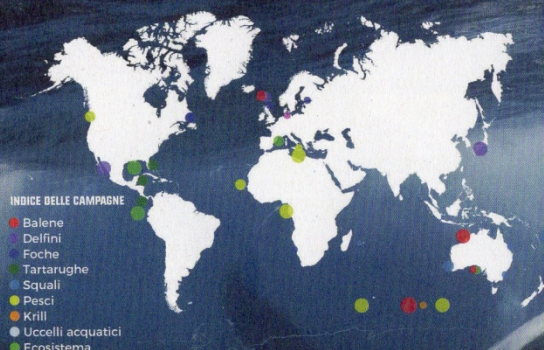 INDICE DELLE CAMPAGNE
Balene
Delfini
Foche
Tartarughe
Squali
Pesci
Krill
Uccelli acquatici
Ecosistema